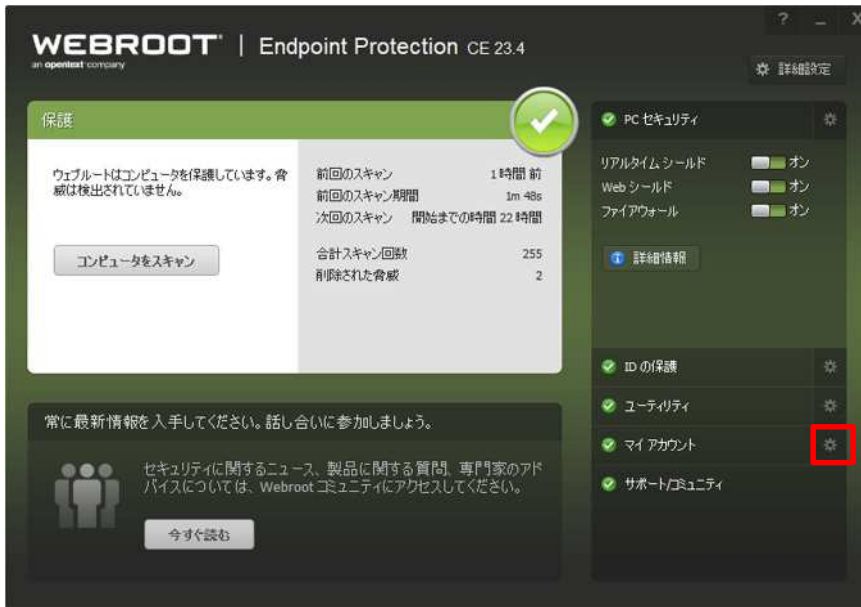 ? _ X
WEBROOT | Endpoint Protection CE 23.4
an opentext company
詳細設定
保護
ウェブルートはコンピュータを保護しています。脅
威は検出されていません。
コンピュータをスキャン
前回のスキャン 1 時間 前
前回のスキャン期間 1m 48s
次回のスキャン 開始までの時間 22 時間
合計スキャン回数 255
削除された脅威 2
常に最新情報を入手してください。話し合いに参加しましょう。
セキュリティに関するニュース、製品に関する質問、専門家のアド
バイスについては、Webroot コミュニティにアクセスしてください。
今すぐ読む
PC セキュリティ
リアルタイム シールド オン
Web シールド オン
ファイアウォール オン
詳細情報
ID の保護
ユーティリティ
マイ アカウント
サポート/コミュニティ